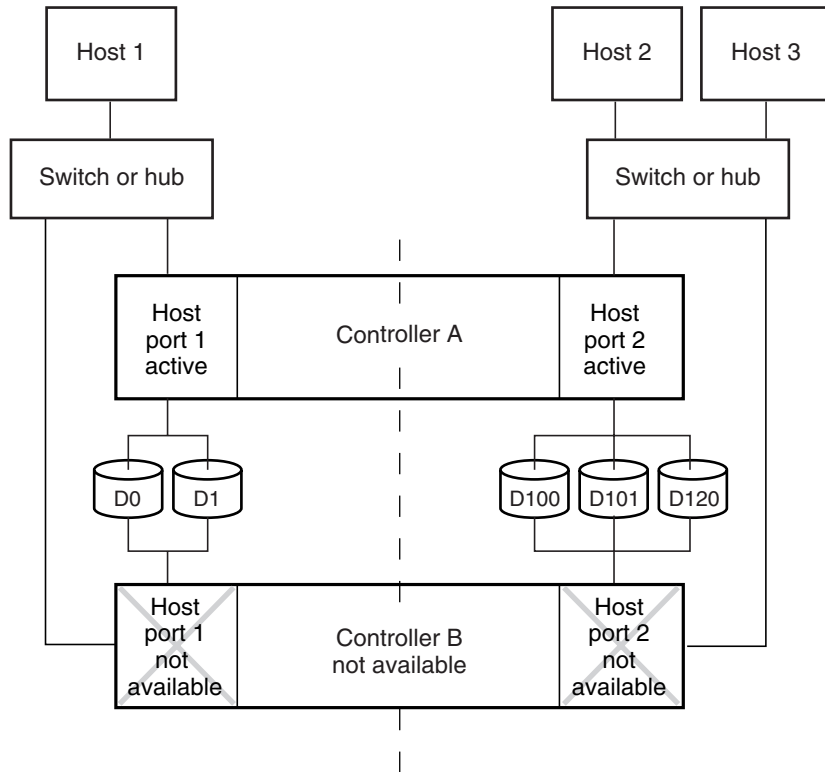 Host 1
Host 2
Host 3
Switch or hub
Switch or hub
Host
port 1
active
Controller A
Host
port 2
active
D0
D1
D100
D101
D120
Host
port 1
not
available
Controller B
not available
Host
port 2
not
available